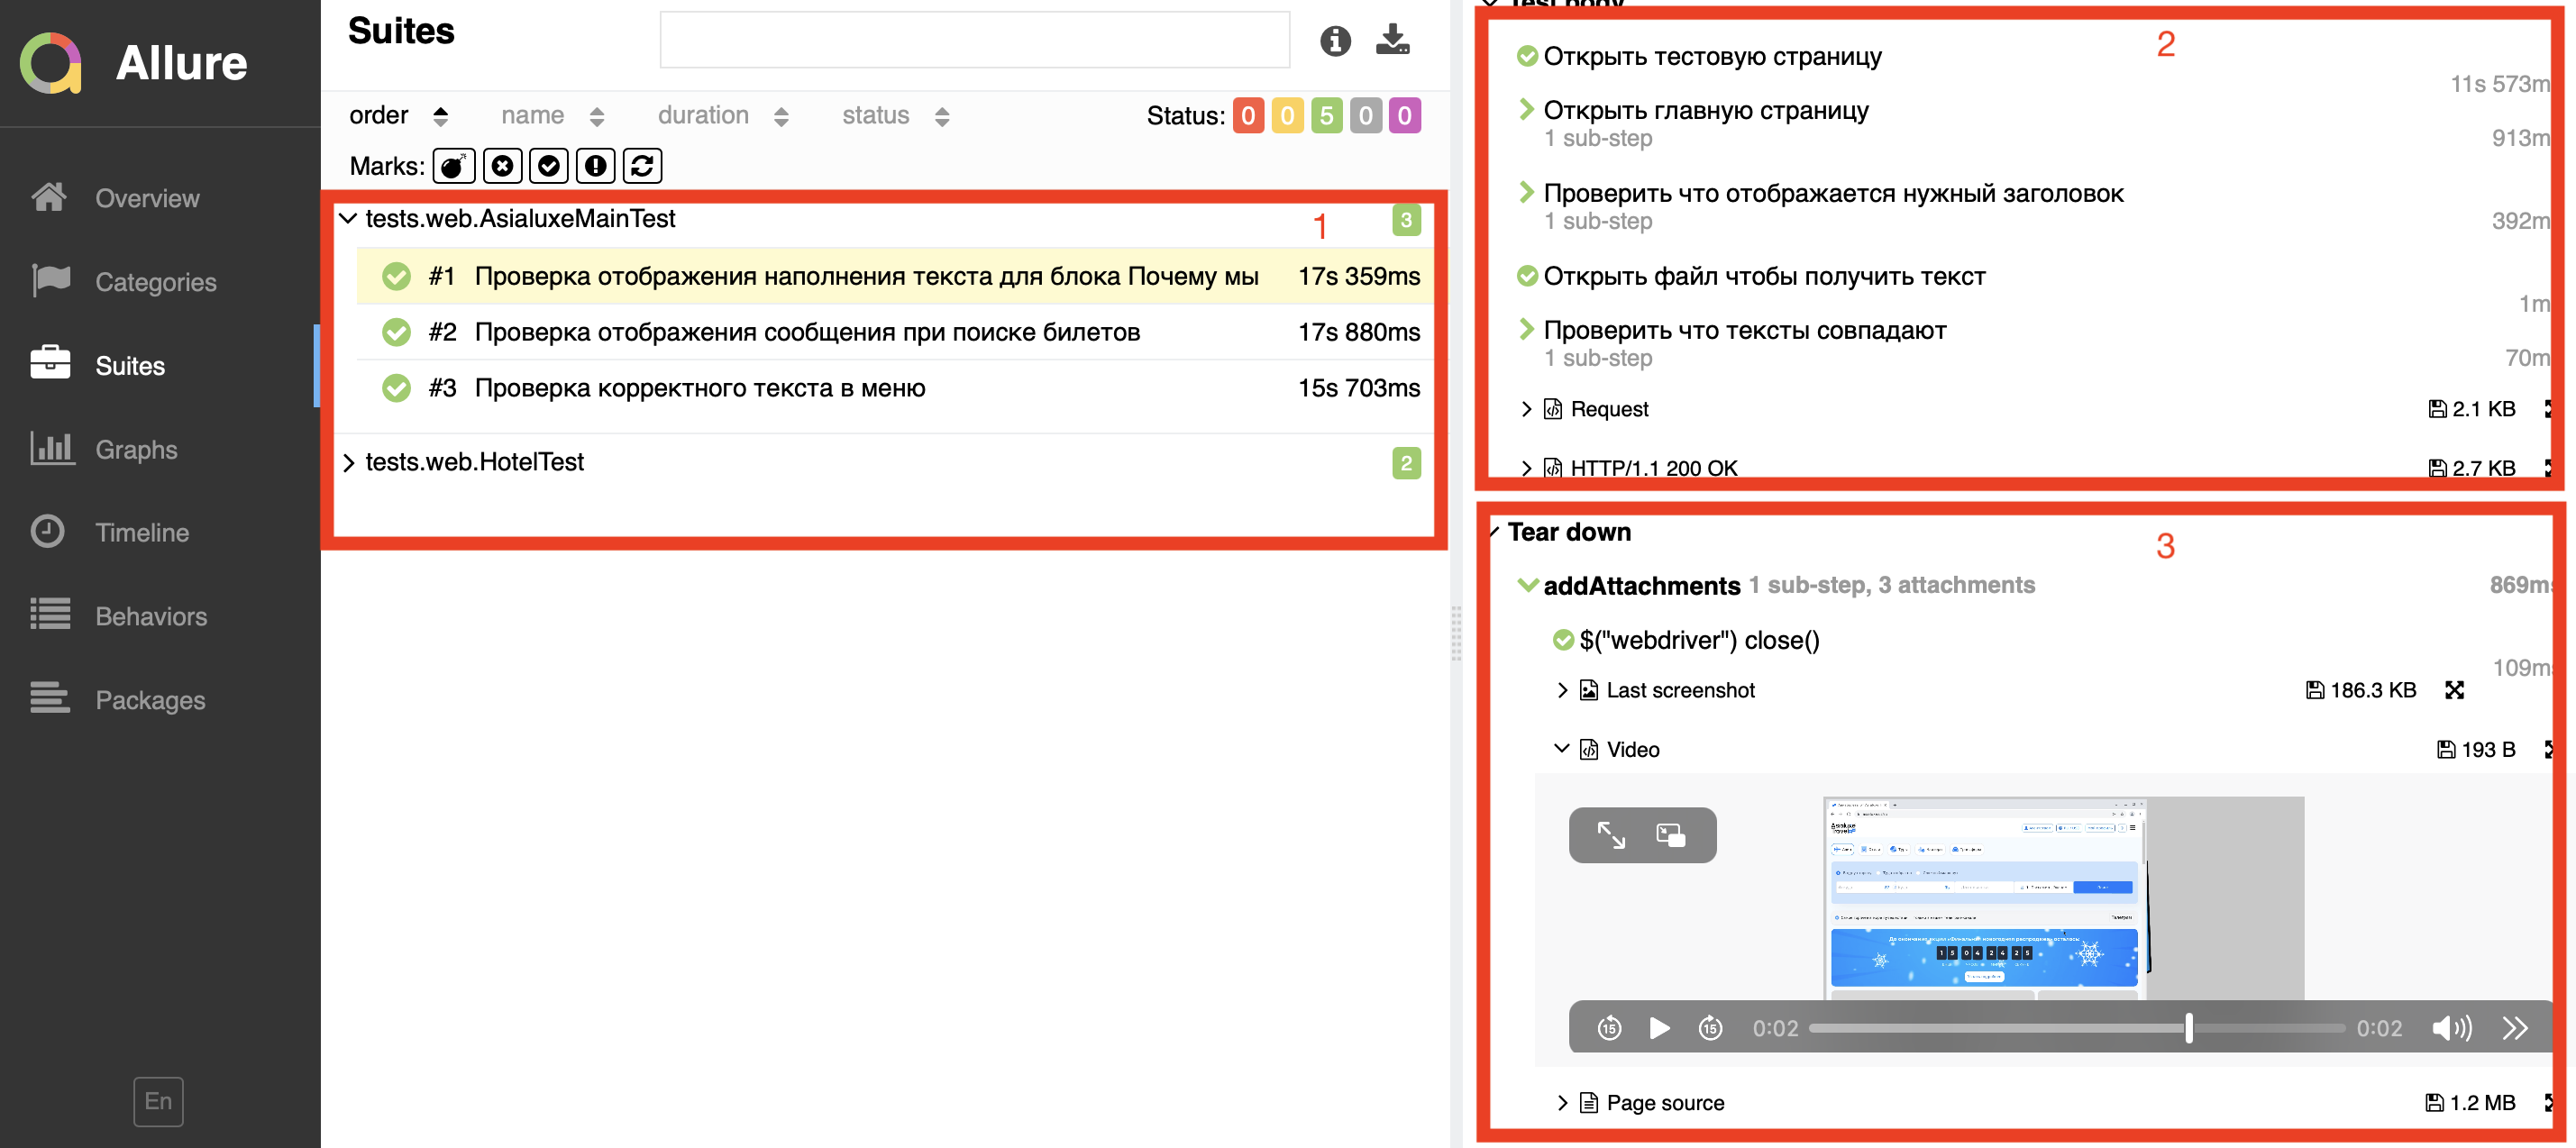 Allure
Overview
Categories
Suites
Graphs
Timeline
Behaviors
Packages
En
Suites
order name duration status Status: 0 0 5 0 0
Marks:
tests.web.AsialuxeMainTest 1 3
#1 Проверка отображения наполнения текста для блока Почему мы 17s 359ms
#2 Проверка отображения сообщения при поиске билетов 17s 880ms
#3 Проверка корректного текста в меню 15s 703ms
tests.web.HotelTest 2
Test body
2
Открыть тестовую страницу
11s 573m
Открыть главную страницу
1 sub-step 913m
Проверить что отображается нужный заголовок
1 sub-step 392m
Открыть файл чтобы получить текст
1m
Проверить что тексты совпадают
1 sub-step 70m
Request 2.1 KB
HTTP/1.1 200 OK 2.7 KB
Tear down
3
addAttachments 1 sub-step, 3 attachments 869ms
$("webdriver") close()
109ms
Last screenshot 186.3 KB
Video 193 B
15 15 0:02 0:02
Page source 1.2 MB